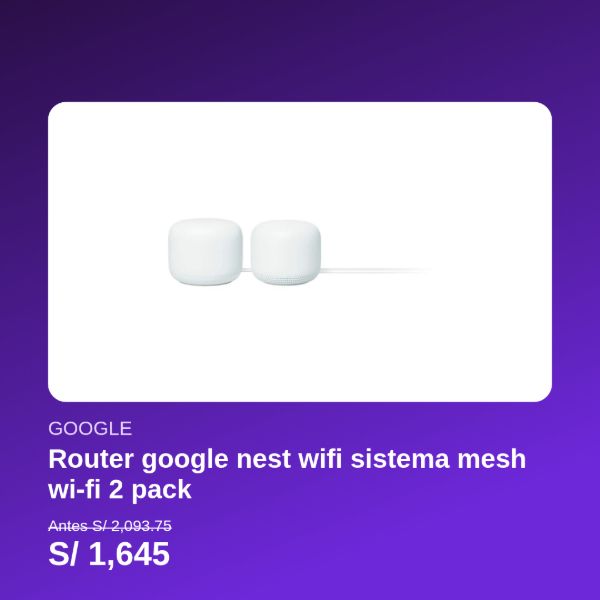 GOOGLE
Router google nest wifi sistema mesh
wi-fi 2 pack
Antes S/ 2,093.75
S/ 1,645